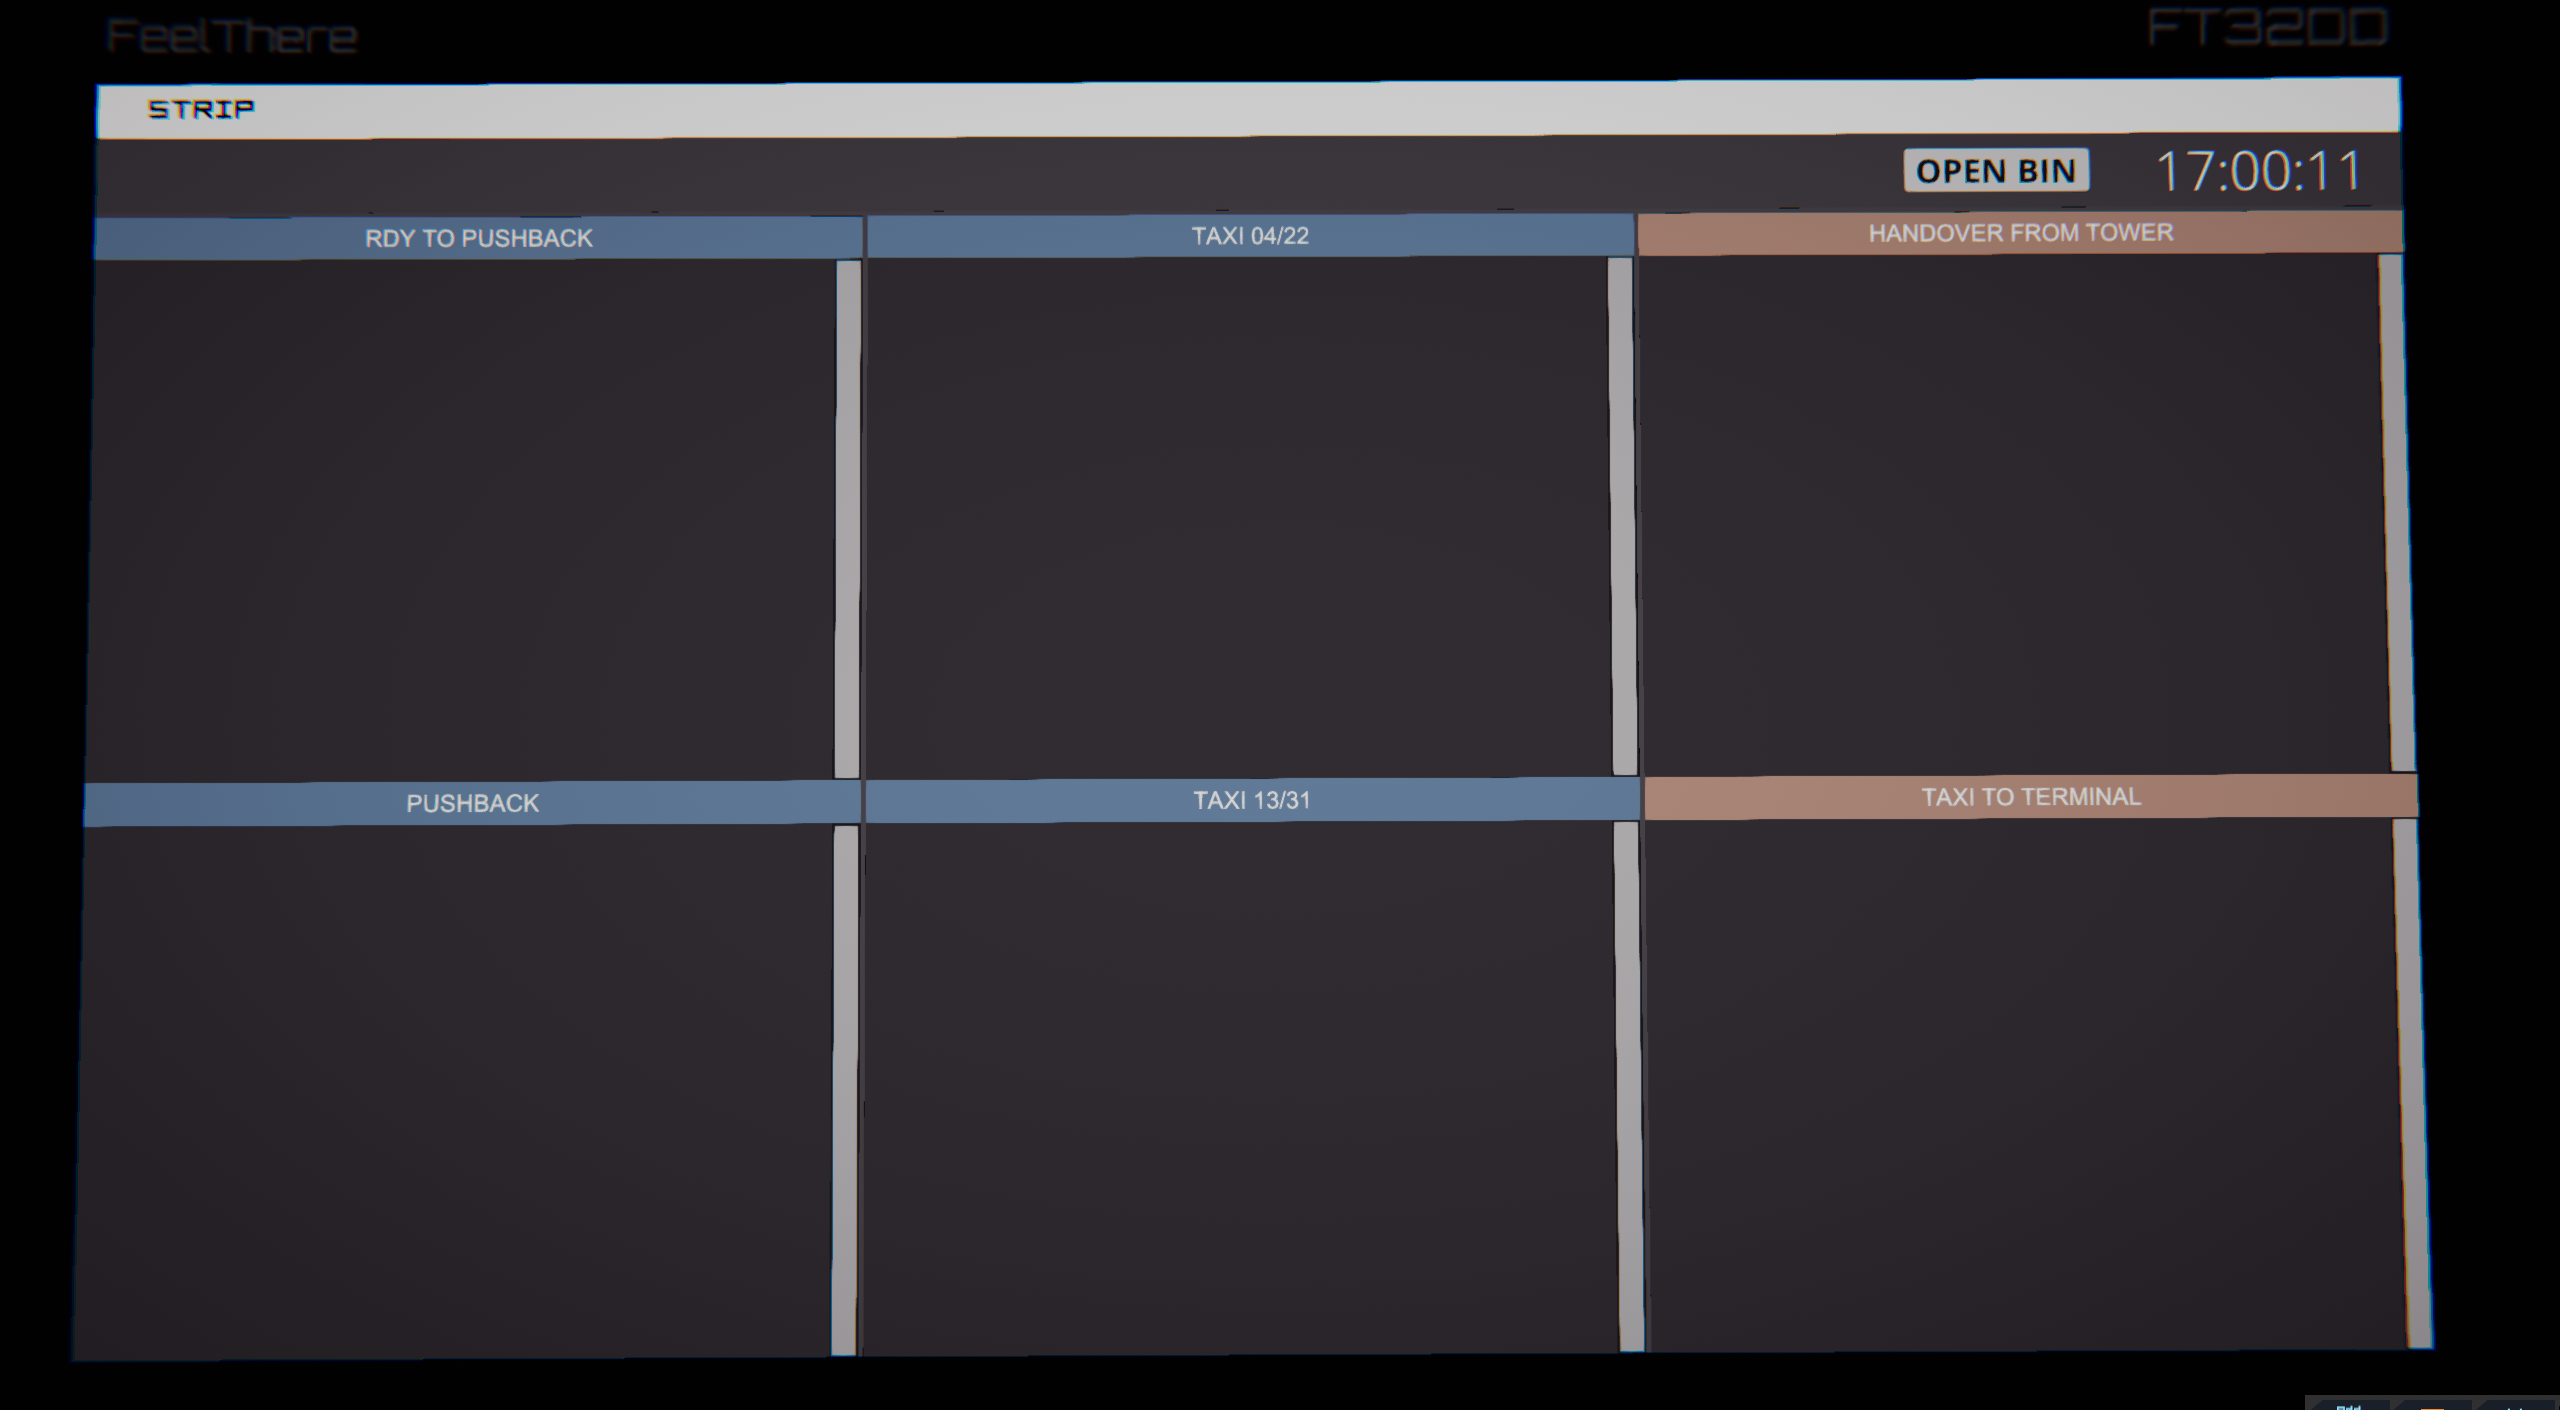 FeelThere
FT32DD
STRIP
OPEN BIN
17:00:11
RDY TO PUSHBACK
TAXI 04/22
HANDOVER FROM TOWER
PUSHBACK
TAXI 13/31
TAXI TO TERMINAL